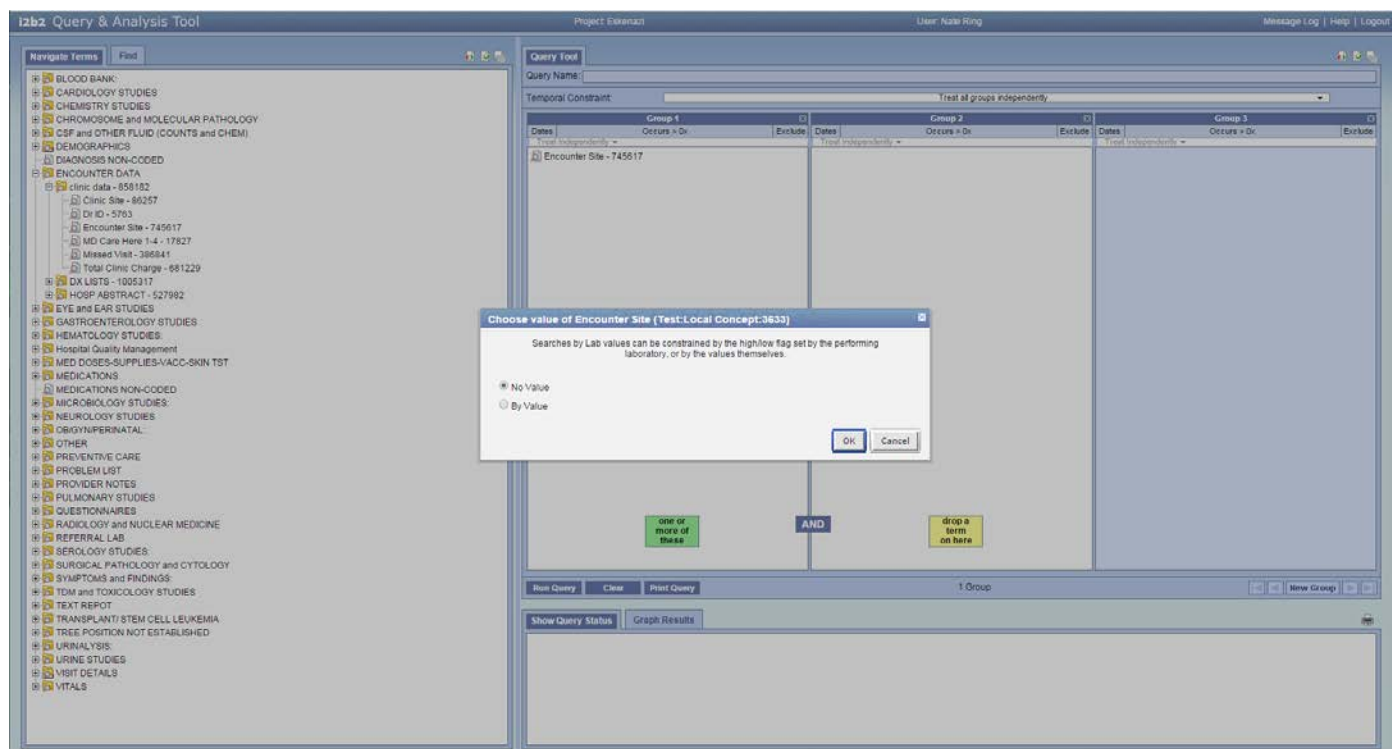 i2b2 Query & Analysis Tool
Project: Eskenazi
User: Nate Ring
Message Log | Help | Logout
Navigate Terms
Find
BLOOD BANK:
CARDIOLOGY STUDIES
CHEMISTRY STUDIES
CHROMOSOME and MOLECULAR PATHOLOGY
CSF and OTHER FLUID (COUNTS and CHEM)
DEMOGRAPHICS
DIAGNOSIS NON-CODED
ENCOUNTER DATA
clinic data - 858182
Clinic Site - 86257
Dr ID - 5763
Encounter Site - 745617
MD Care Here 1-4 - 17827
Missed Visit - 386841
Total Clinic Charge - 681229
DX LISTS - 1005317
HOSP ABSTRACT - 527982
EYE and EAR STUDIES
GASTROENTEROLOGY STUDIES
HEMATOLOGY STUDIES:
Hospital Quality Management
MED DOSES-SUPPLIES-VACC-SKIN TST
MEDICATIONS
MEDICATIONS NON-CODED
MICROBIOLOGY STUDIES:
NEUROLOGY STUDIES
OB/GYN/PERINATAL:
OTHER
PREVENTIVE CARE
PROBLEM LIST
PROVIDER NOTES
PULMONARY STUDIES
QUESTIONNAIRES
RADIOLOGY and NUCLEAR MEDICINE
REFERRAL LAB
SEROLOGY STUDIES:
SURGICAL PATHOLOGY and CYTOLOGY
SYMPTOMS and FINDINGS:
TDM and TOXICOLOGY STUDIES
TEXT REPOT
TRANSPLANT/ STEM CELL LEUKEMIA
TREE POSITION NOT ESTABLISHED
URINALYSIS:
URINE STUDIES
VISIT DETAILS
VITALS
Query Tool
Query Name:
Temporal Constraint:
Treat all groups independently
Group 1
Dates
Occurs > 0x
Exclude
Treat Independently
Encounter Site - 745617
Group 2
Dates
Occurs > 0x
Exclude
Treat Independently
Group 3
Dates
Occurs > 0x
Exclude
Treat Independently
Choose value of Encounter Site (Test:Local Concept:3633)
Searches by Lab values can be constrained by the high/low flag set by the performing
laboratory, or by the values themselves.
No Value
By Value
OK
Cancel
one or
more of
these
AND
drop a
term
on here
Run Query
Clear
Print Query
1 Group
New Group
Show Query Status
Graph Results